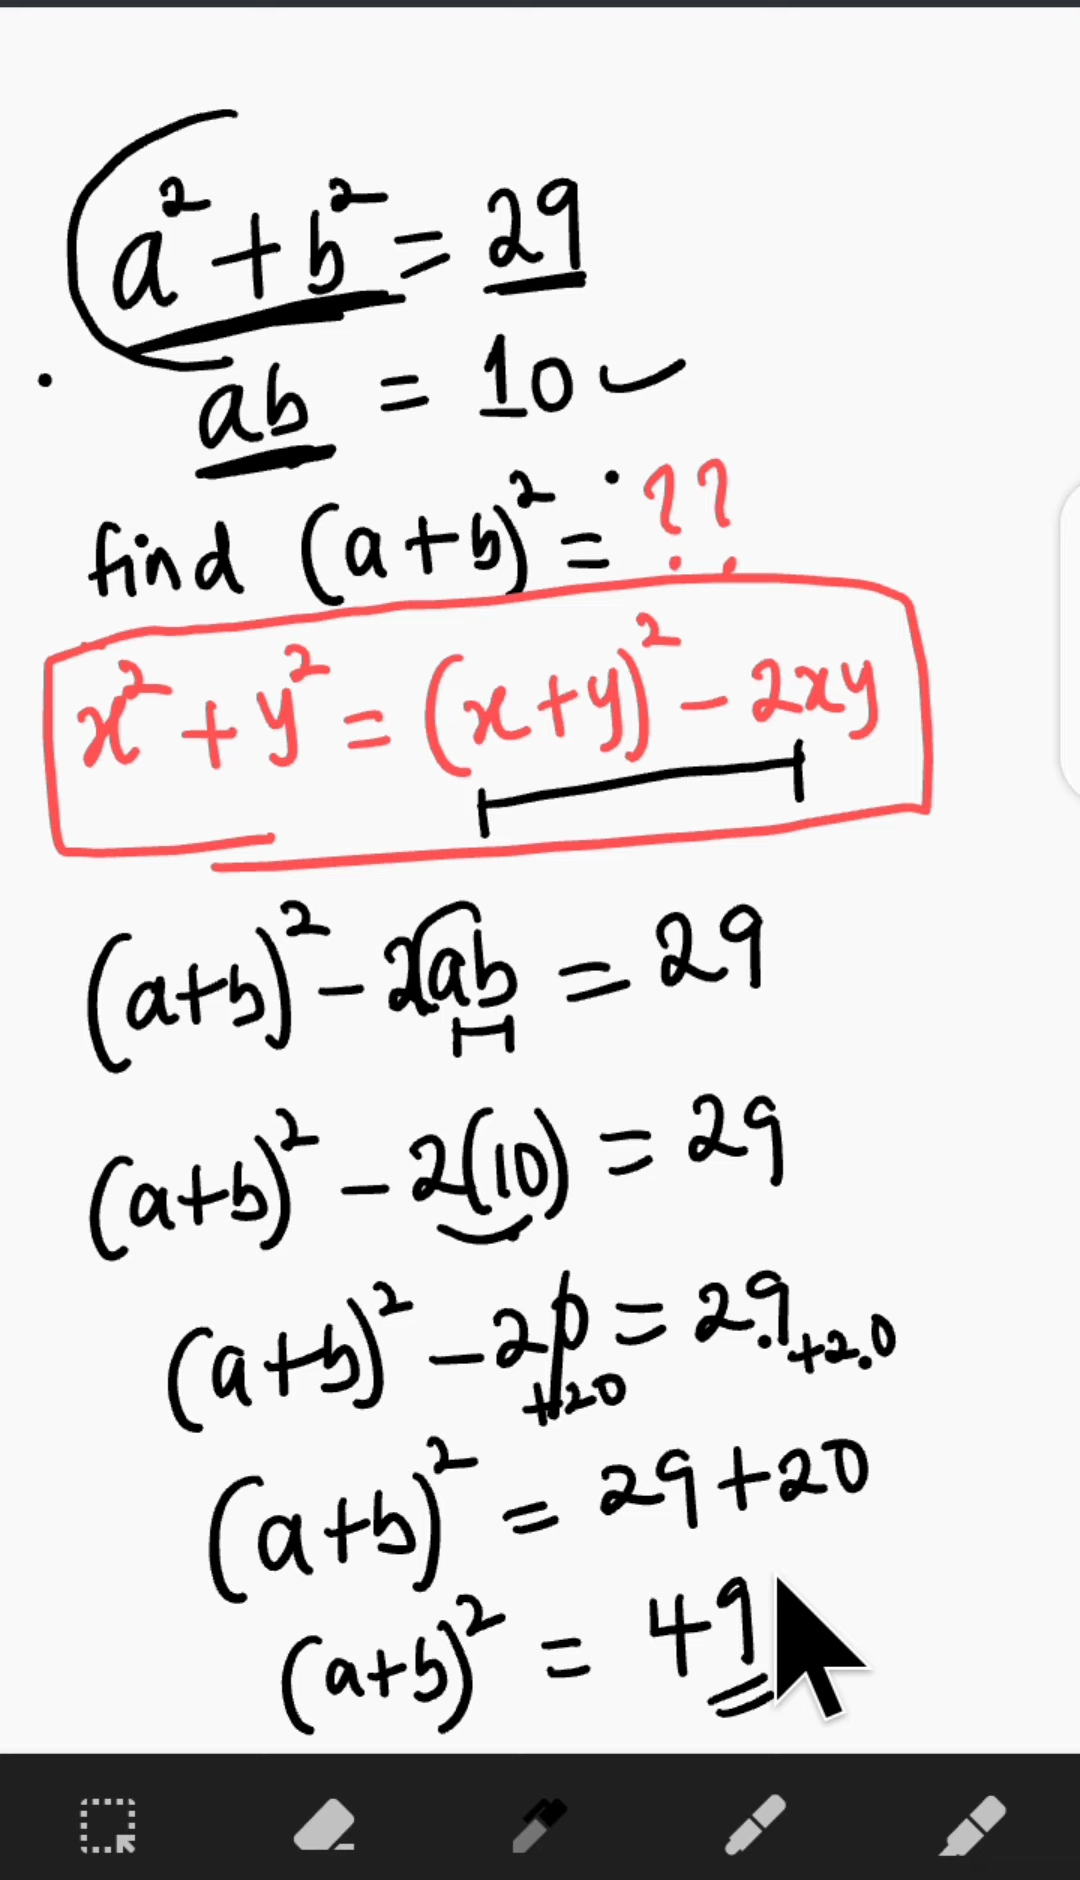 a² + b² = 29
ab = 10
find (a+b)² = ??
x² + y² = (x+y)² - 2xy
(a+b)² - 2ab = 29
(a+b)² - 2(10) = 29
(a+b)² - 20 = 29
+20 +20
(a+b)² = 29+20
(a+b)² = 49